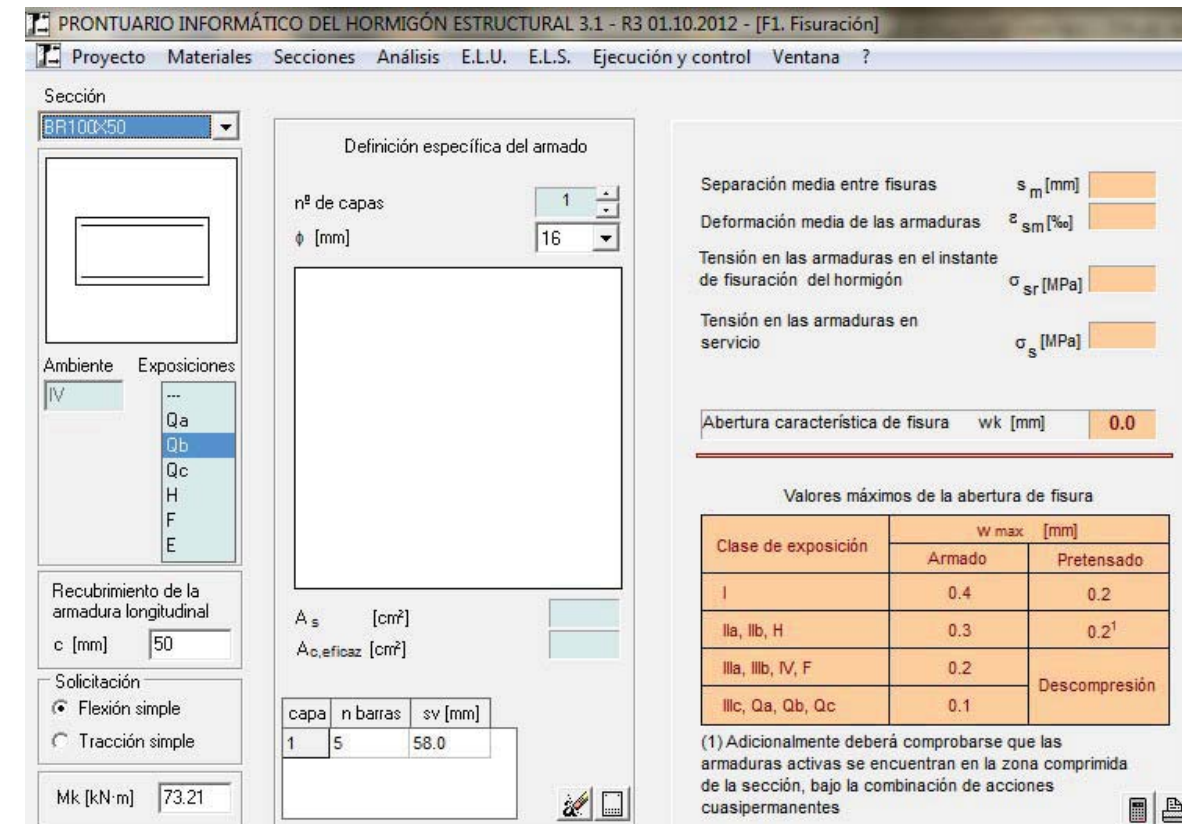 PRONTUARIO INFORMÁTICO DEL HORMIGÓN ESTRUCTURAL 3.1 - R3 01.10.2012 - [F1. Fisuración]
Proyecto Materiales Secciones Análisis E.L.U. E.L.S. Ejecución y control Ventana ?
Sección
BR100X50
Ambiente Exposiciones
IV
---
Qa
Qb
Qc
H
F
E
Recubrimiento de la
armadura longitudinal
c [mm] 50
Solicitación
Flexión simple
Tracción simple
Mk [kN·m] 73.21
Definición específica del armado
nº de capas 1
ϕ [mm] 16
A s [cm²]
Ac,eficaz [cm²]
capa n barras sv [mm]
1 5 58.0
Separación media entre fisuras s m [mm]
Deformación media de las armaduras ε sm [‰]
Tensión en las armaduras en el instante
de fisuración del hormigón σ sr [MPa]
Tensión en las armaduras en
servicio σ s [MPa]
Abertura característica de fisura wk [mm] 0.0
Valores máximos de la abertura de fisura
Clase de exposición w max [mm]
Armado Pretensado
I 0.4 0.2
IIa, IIb, H 0.3 0.2¹
IIIa, IIIb, IV, F 0.2 Descompresión
IIIc, Qa, Qb, Qc 0.1
(1) Adicionalmente deberá comprobarse que las
armaduras activas se encuentran en la zona comprimida
de la sección, bajo la combinación de acciones
cuasipermanentes